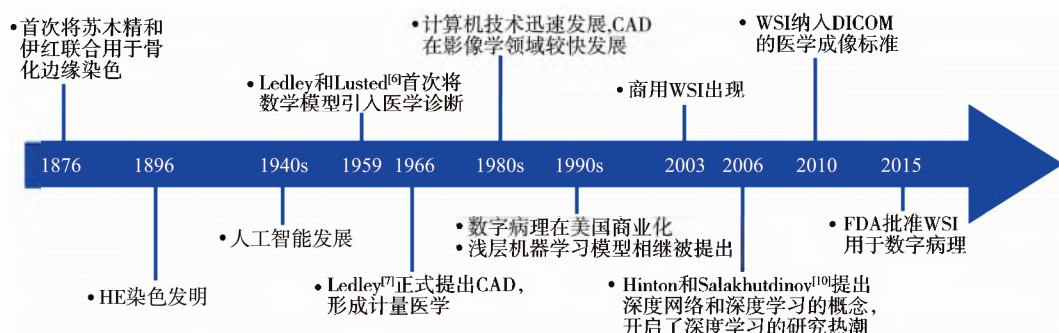 •首次将苏木精和
伊红联合用于骨
化边缘染色
•Ledley和Lusted[6]首次将
数学模型引入医学诊断
•计算机技术迅速发展,CAD
在影像学领域较快发展
•商用WSI出现
•WSI纳入DICOM
的医学成像标准
1876 1896 1940s 1959 1966 1980s 1990s 2003 2006 2010 2015
•HE染色发明
•人工智能发展
•Ledley[7]正式提出CAD,
形成计量医学
•数字病理在美国商业化
•浅层机器学习模型相继被提出
•Hinton和Salakhutdinov[10]提出
深度网络和深度学习的概念,
开启了深度学习的研究热潮
•FDA批准WSI
用于数字病理